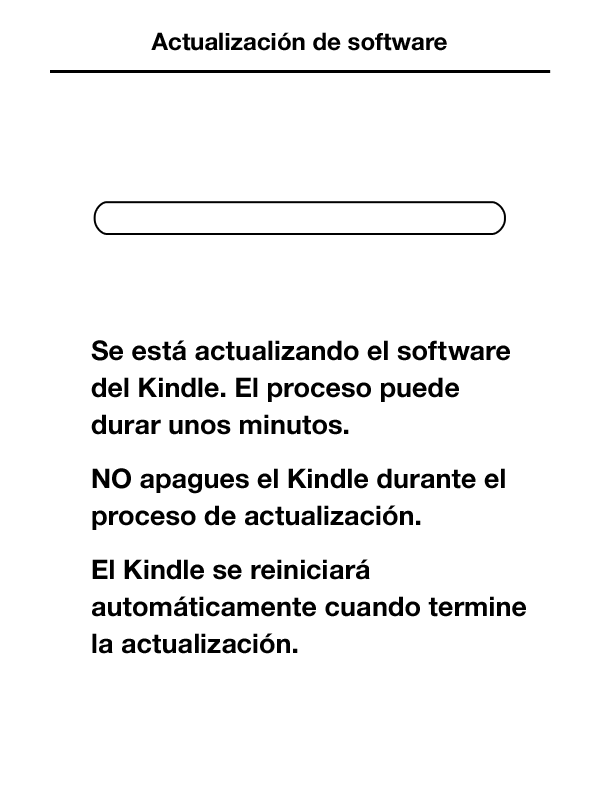 Actualización de software
Se está actualizando el software
del Kindle. El proceso puede
durar unos minutos.
NO apagues el Kindle durante el
proceso de actualización.
El Kindle se reiniciará
automáticamente cuando termine
la actualización.